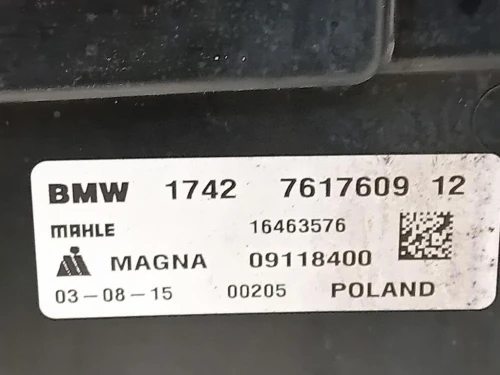 BMW 1742 7617609 12
MAHLE 16463576
MAGNA 09118400
03-08-15 00205 POLAND